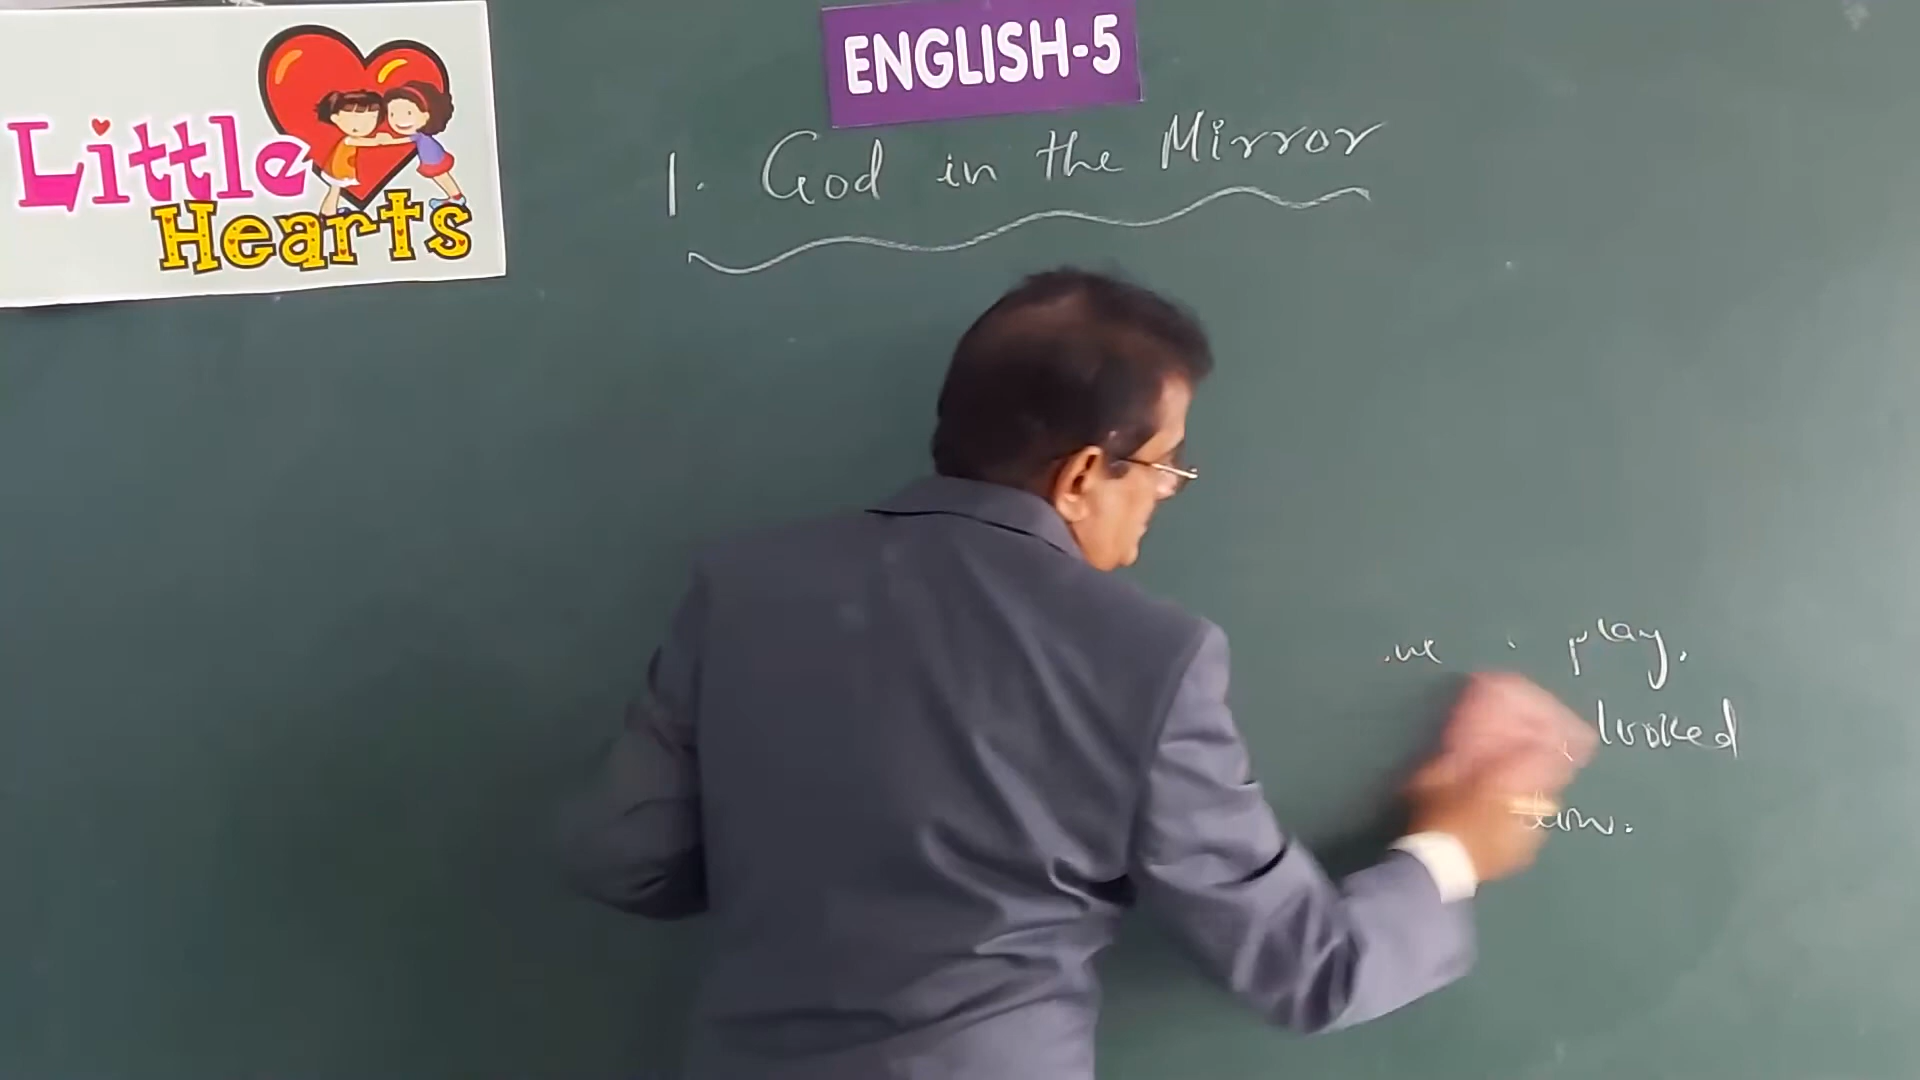 Little
Hearts
ENGLISH-5
1. God in the Mirror
play.
looked